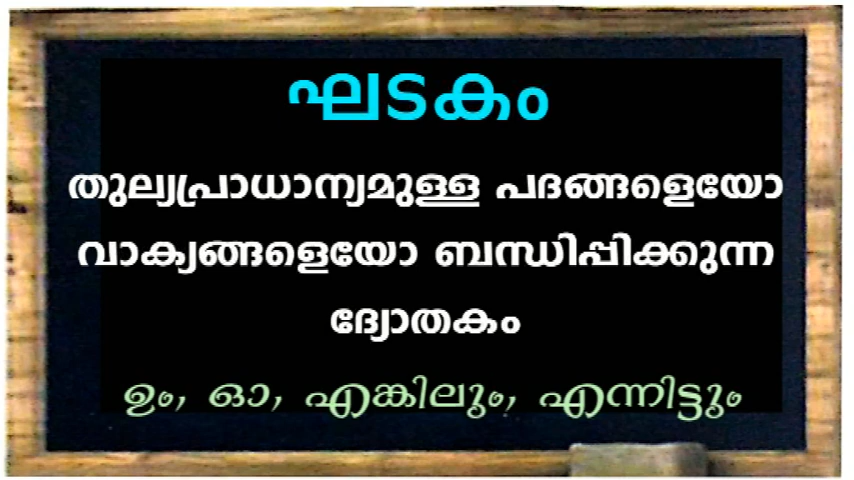 ഘടകം
തുല്യപ്രാധാന്യമുള്ള പദങ്ങളെയോ
വാക്യങ്ങളെയോ ബന്ധിപ്പിക്കുന്ന
ദ്യോതകം
ഉം, ഓ, എങ്കിലും, എന്നിട്ടും